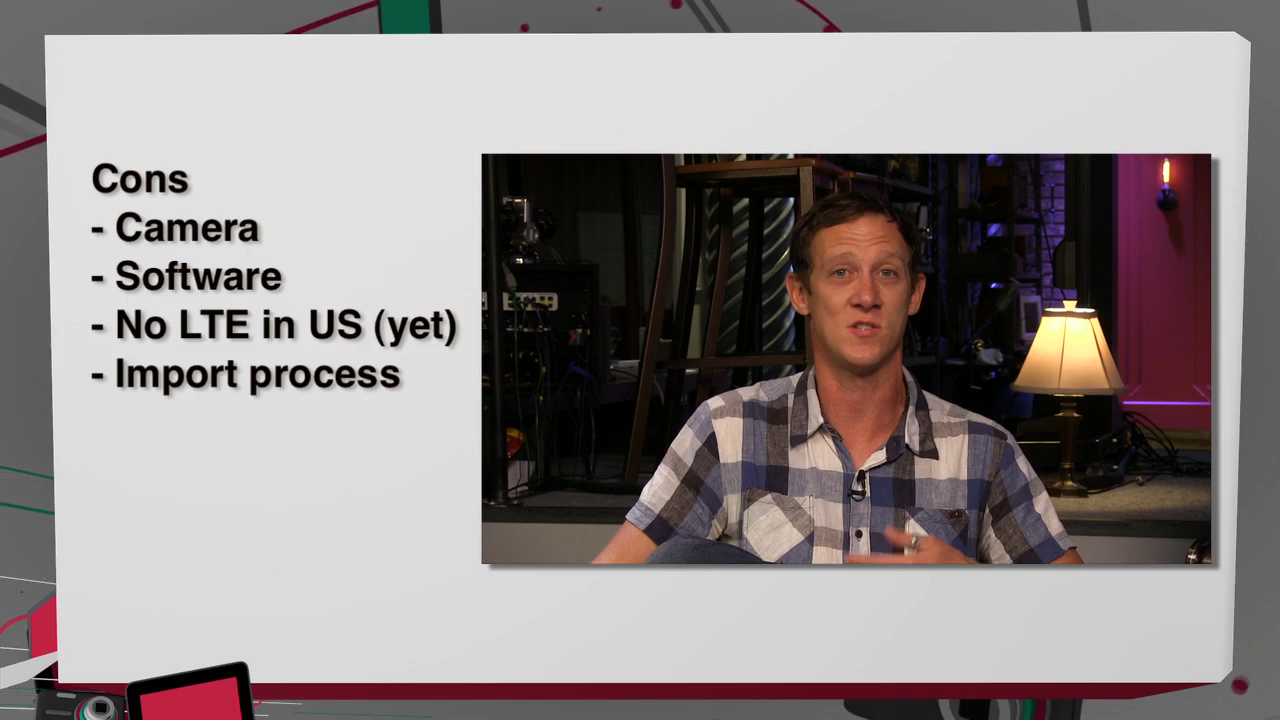 Cons
- Camera
- Software
- No LTE in US (yet)
- Import process